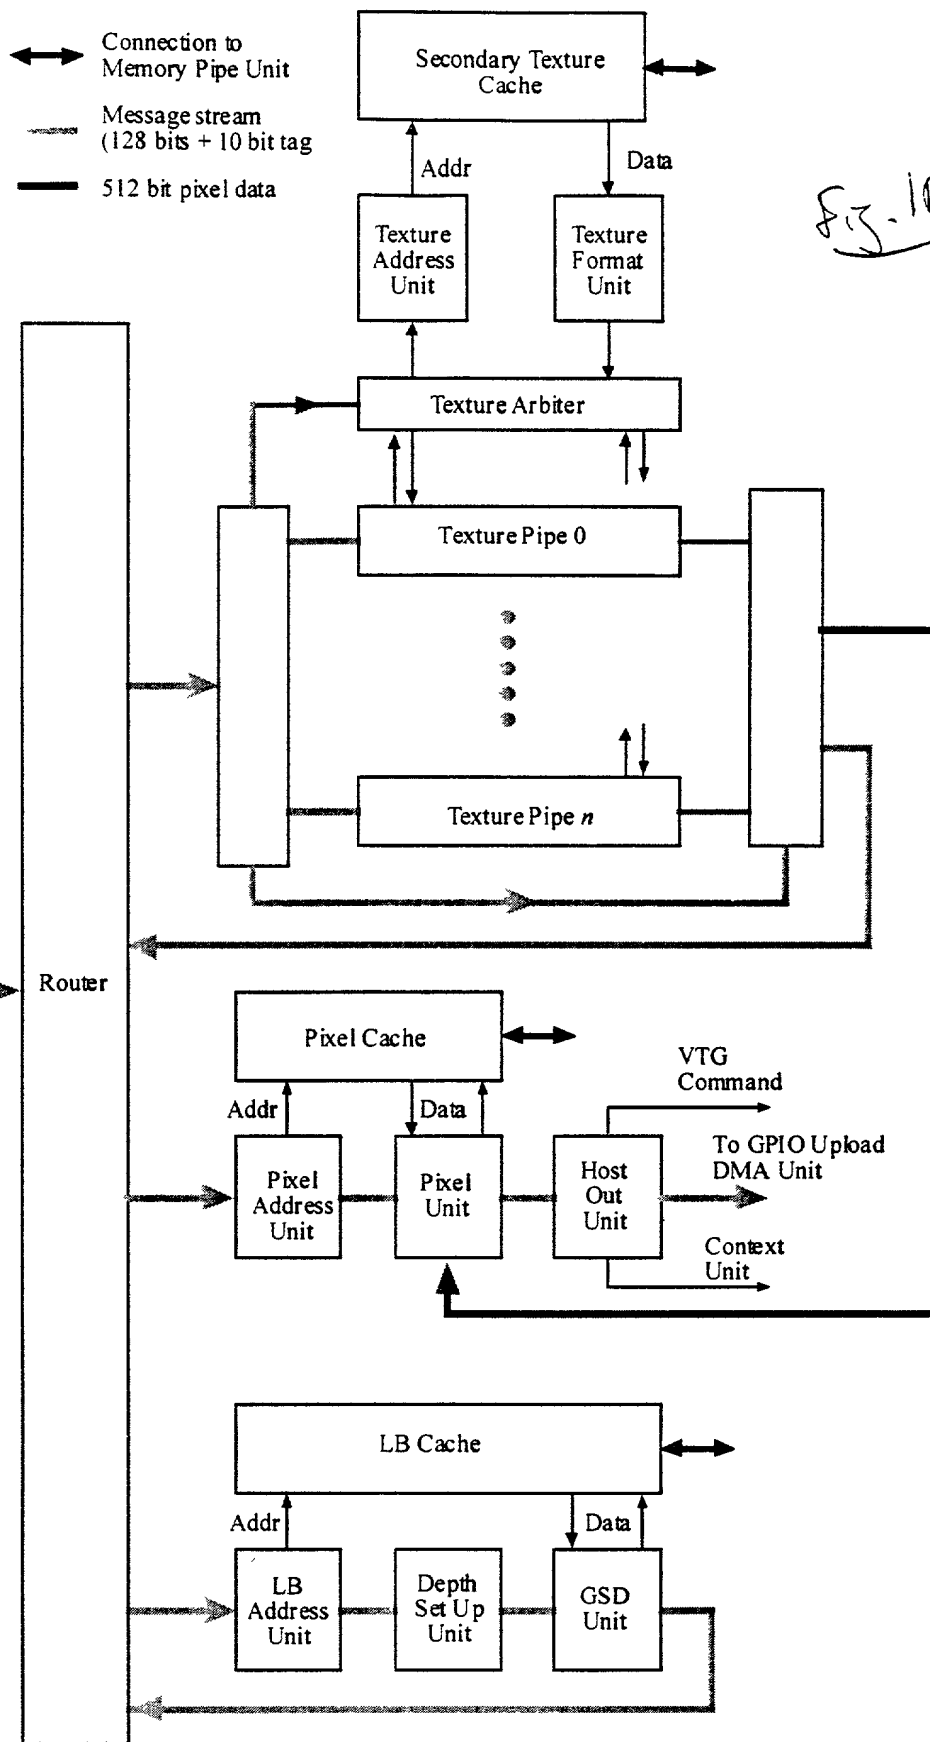 Connection to
Memory Pipe Unit
Message stream
(128 bits + 10 bit tag
512 bit pixel data
Secondary Texture
Cache
Addr
Data
Texture
Address
Unit
Texture
Format
Unit
Fig. 10
Texture Arbiter
Texture Pipe 0
Texture Pipe n
Router
Pixel Cache
Addr
Data
VTG
Command
Pixel
Address
Unit
Pixel
Unit
Host
Out
Unit
To GPIO Upload
DMA Unit
Context
Unit
LB Cache
Addr
Data
LB
Address
Unit
Depth
Set Up
Unit
GSD
Unit